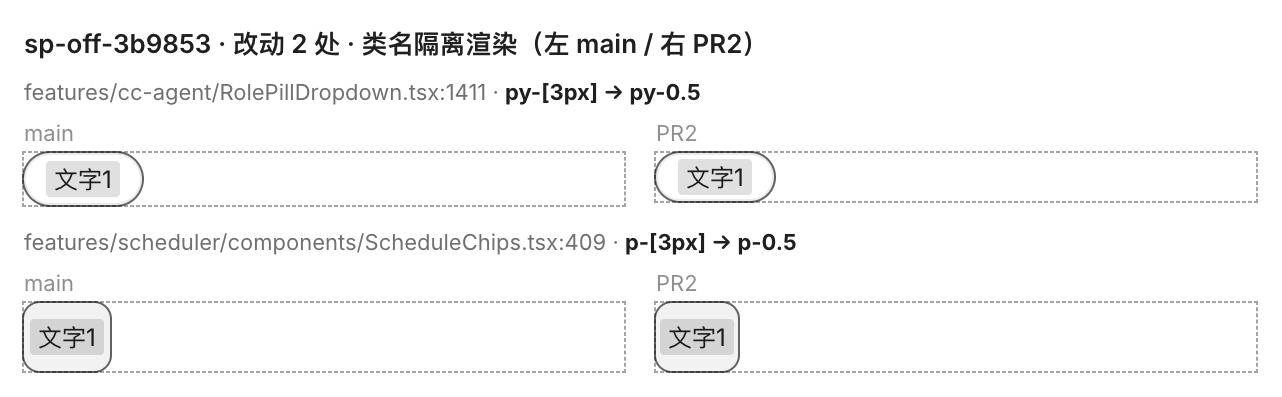 sp-off-3b9853 · 改动 2 处 · 类名隔离渲染（左 main / 右 PR2）
features/cc-agent/RolePillDropdown.tsx:1411 · py-[3px] → py-0.5
main
PR2
文字1
文字1
features/scheduler/components/ScheduleChips.tsx:409 · p-[3px] → p-0.5
main
PR2
文字1
文字1